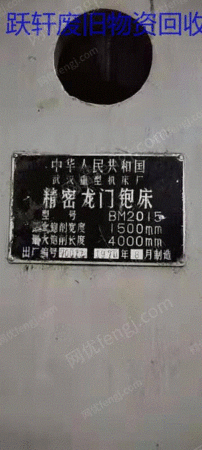 跃轩废旧物资回收
中华人民共和国
武汉重型机床厂
精密龙门刨床
型号 BM2015
最大刨削宽度 1500mm
最大刨削长度 4000mm
出厂编号 年 月制造